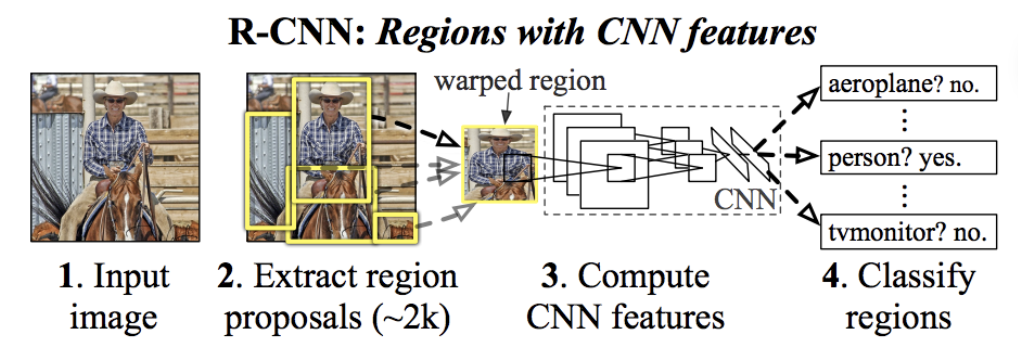 R-CNN: Regions with CNN features
warped region
aeroplane? no.
person? yes.
tvmonitor? no.
CNN
1. Input
image
2. Extract region
proposals (~2k)
3. Compute
CNN features
4. Classify
regions